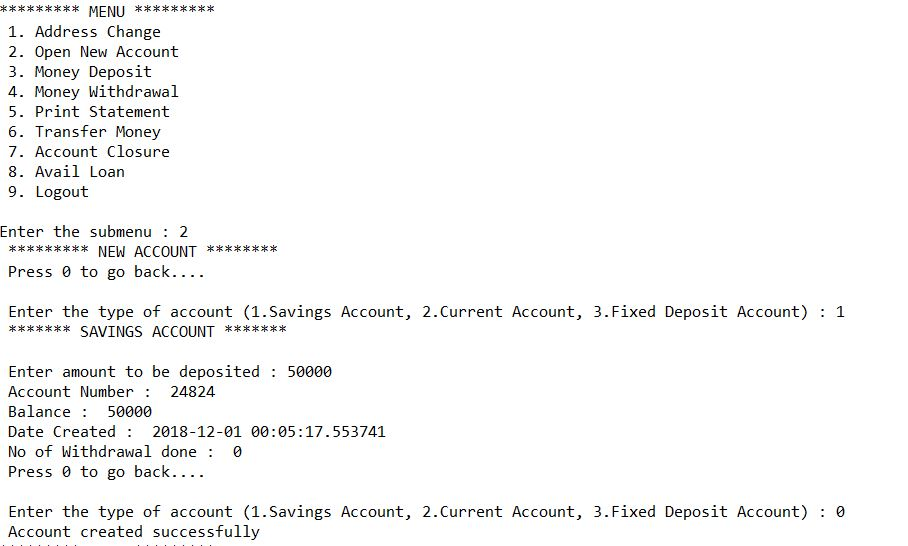 ********* MENU *********
1. Address Change
2. Open New Account
3. Money Deposit
4. Money Withdrawal
5. Print Statement
6. Transfer Money
7. Account Closure
8. Avail Loan
9. Logout
Enter the submenu : 2
********* NEW ACCOUNT ********
Press 0 to go back....
Enter the type of account (1.Savings Account, 2.Current Account, 3.Fixed Deposit Account) : 1
******* SAVINGS ACCOUNT *******
Enter amount to be deposited : 50000
Account Number :  24824
Balance :  50000
Date Created :  2018-12-01 00:05:17.553741
No of Withdrawal done :  0
Press 0 to go back....
Enter the type of account (1.Savings Account, 2.Current Account, 3.Fixed Deposit Account) : 0
Account created successfully